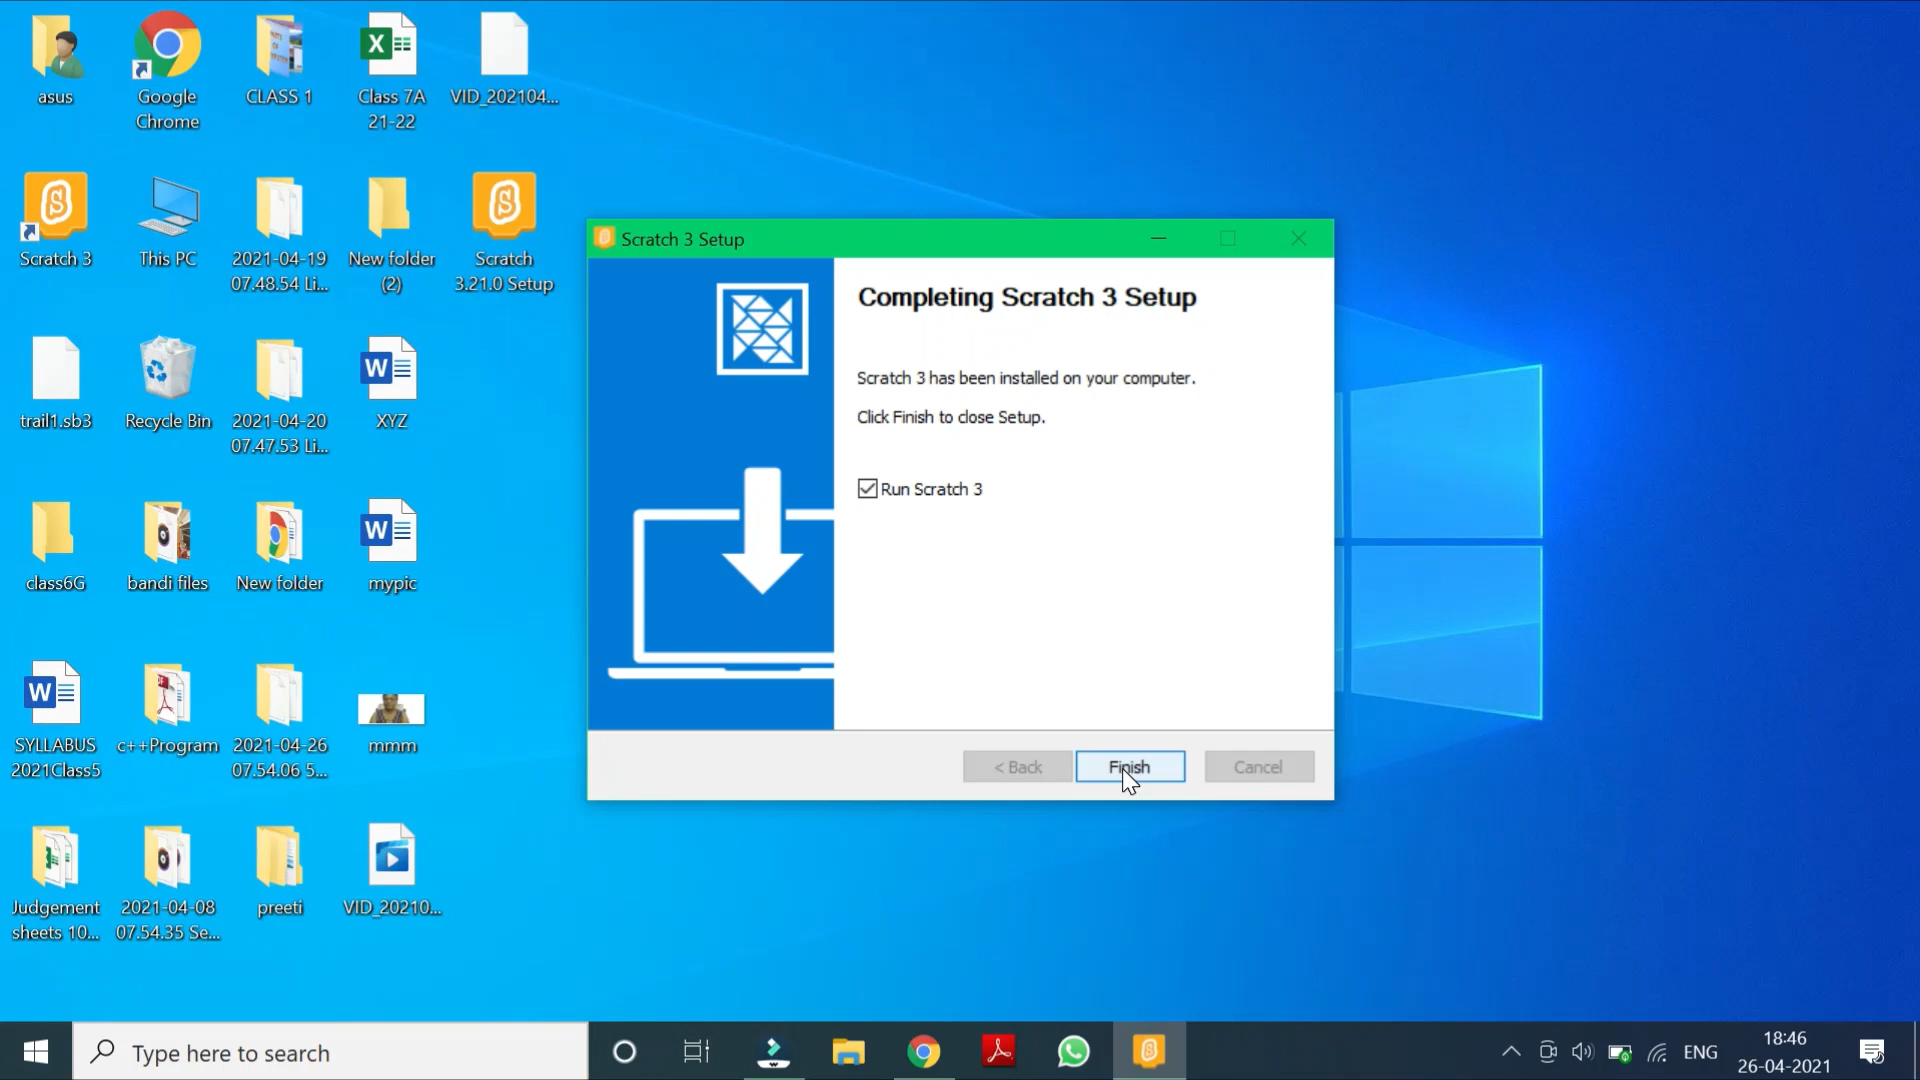 asus
Google
Chrome
CLASS 1
Class 7A
21-22
VID_202104...
Scratch 3
This PC
2021-04-19
07.48.54 Li...
New folder
(2)
Scratch
3.21.0 Setup
trail1.sb3
Recycle Bin
2021-04-20
07.47.53 Li...
XYZ
class6G
bandi files
New folder
mypic
SYLLABUS
2021Class5
c++Program
2021-04-26
07.54.06 5...
mmm
Judgement
sheets 10...
2021-04-08
07.54.35 Se...
preeti
VID_20210...
Scratch 3 Setup
Completing Scratch 3 Setup
Scratch 3 has been installed on your computer.
Click Finish to close Setup.
Run Scratch 3
< Back
Finish
Cancel
Type here to search
ENG
18:46
26-04-2021